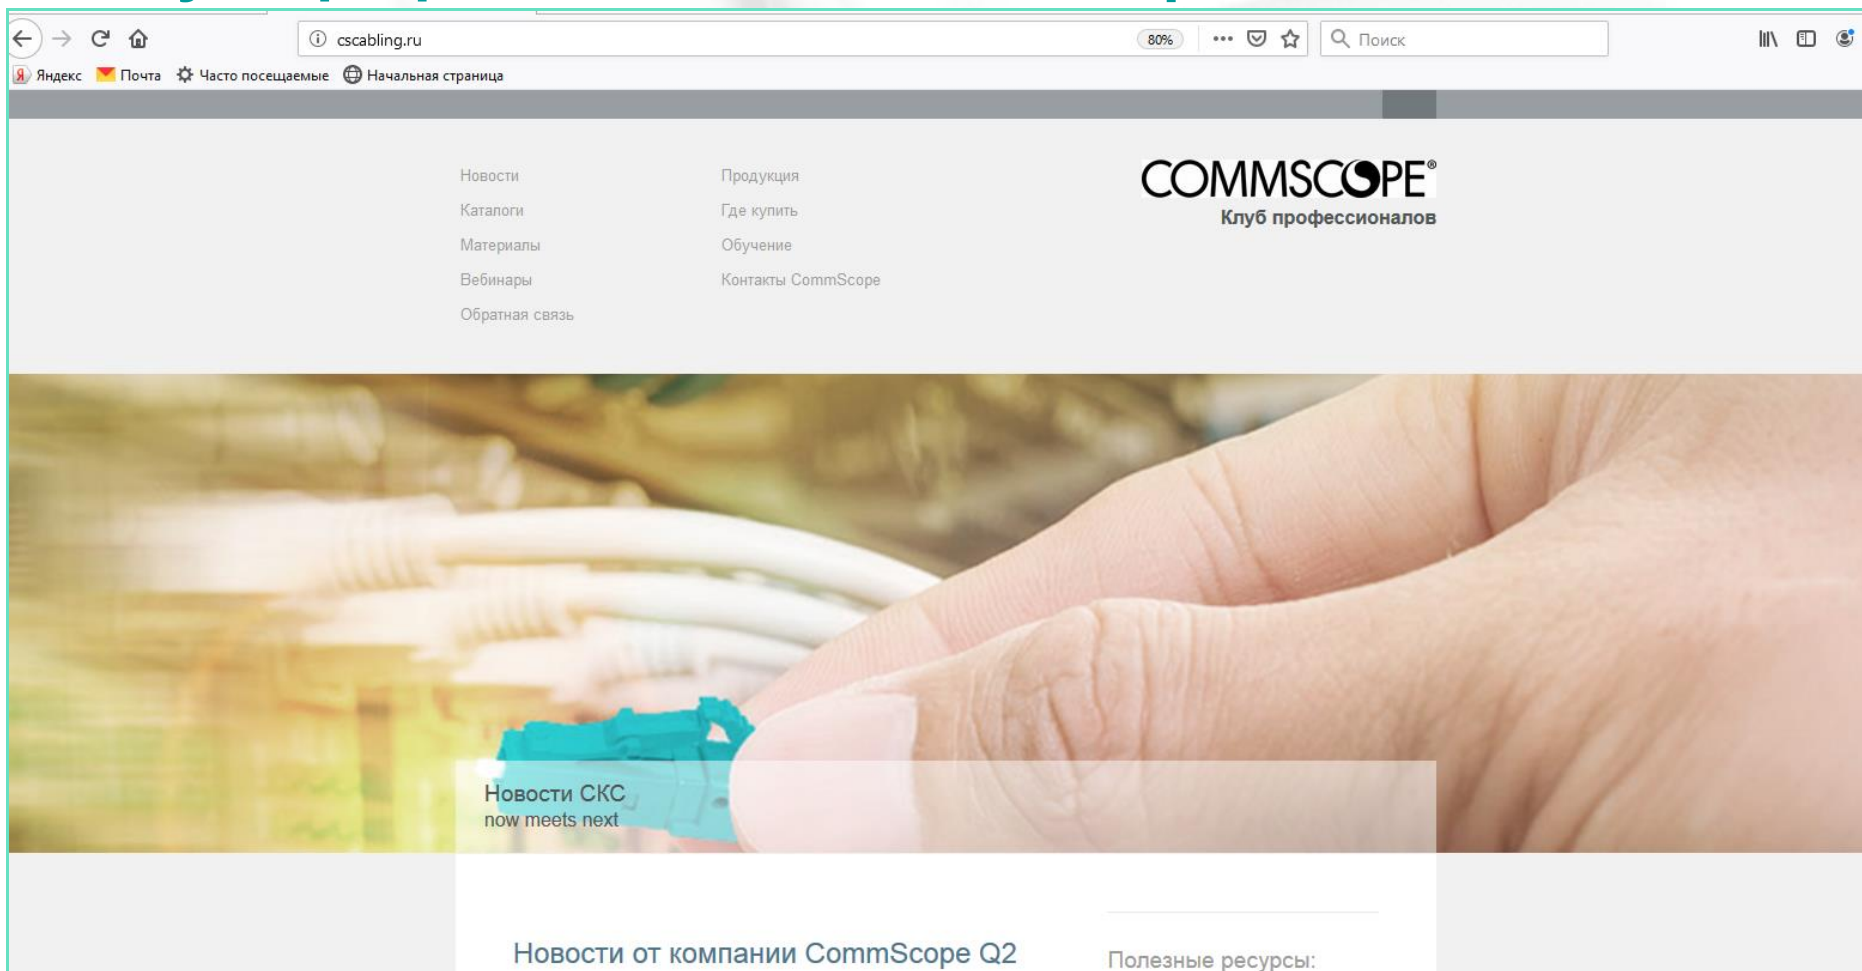 cscabling.ru
80%
Поиск
Яндекс Почта Часто посещаемые Начальная страница
Новости
Каталоги
Материалы
Вебинары
Обратная связь
Продукция
Где купить
Обучение
Контакты CommScope
COMMSCOPE®
Клуб профессионалов
Новости СКС
now meets next
Новости от компании CommScope Q2
Полезные ресурсы: